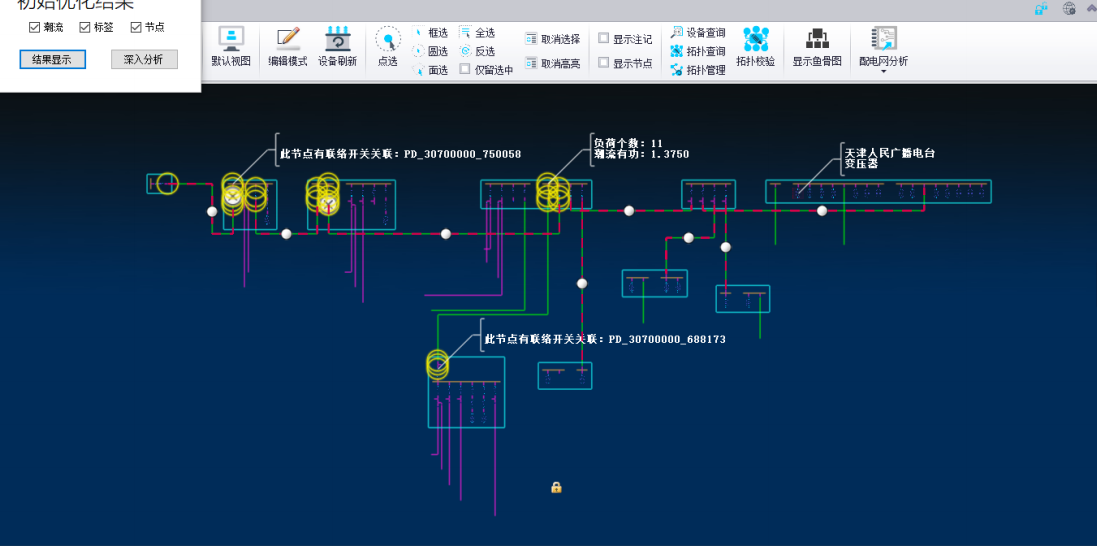 初始优化结果
潮流 标签 节点
结果显示 深入分析
默认视图 编辑模式 设备刷新 点选
框选 全选
圆选 反选
面选 仅留选中
取消选择 显示注记
取消高亮 显示节点
设备查询
拓扑查询
拓扑管理
拓扑校验 显示鱼骨图 配电网分析
此节点有联络开关关联：PD_30700000_750058
负荷个数：11
潮流有功：1.3750
天津人民广播电台
变压器
此节点有联络开关关联：PD_30700000_688173